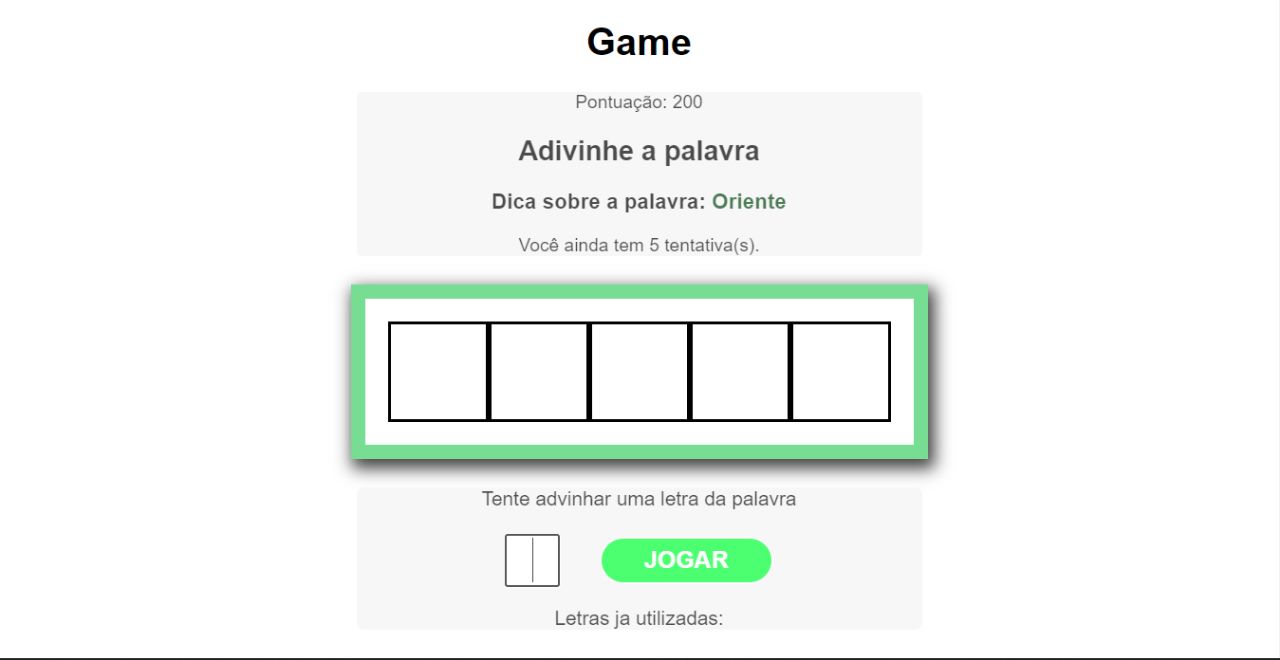 Game
Pontuação: 200
Adivinhe a palavra
Dica sobre a palavra: Oriente
Você ainda tem 5 tentativa(s).
Tente advinhar uma letra da palavra
JOGAR
Letras ja utilizadas: